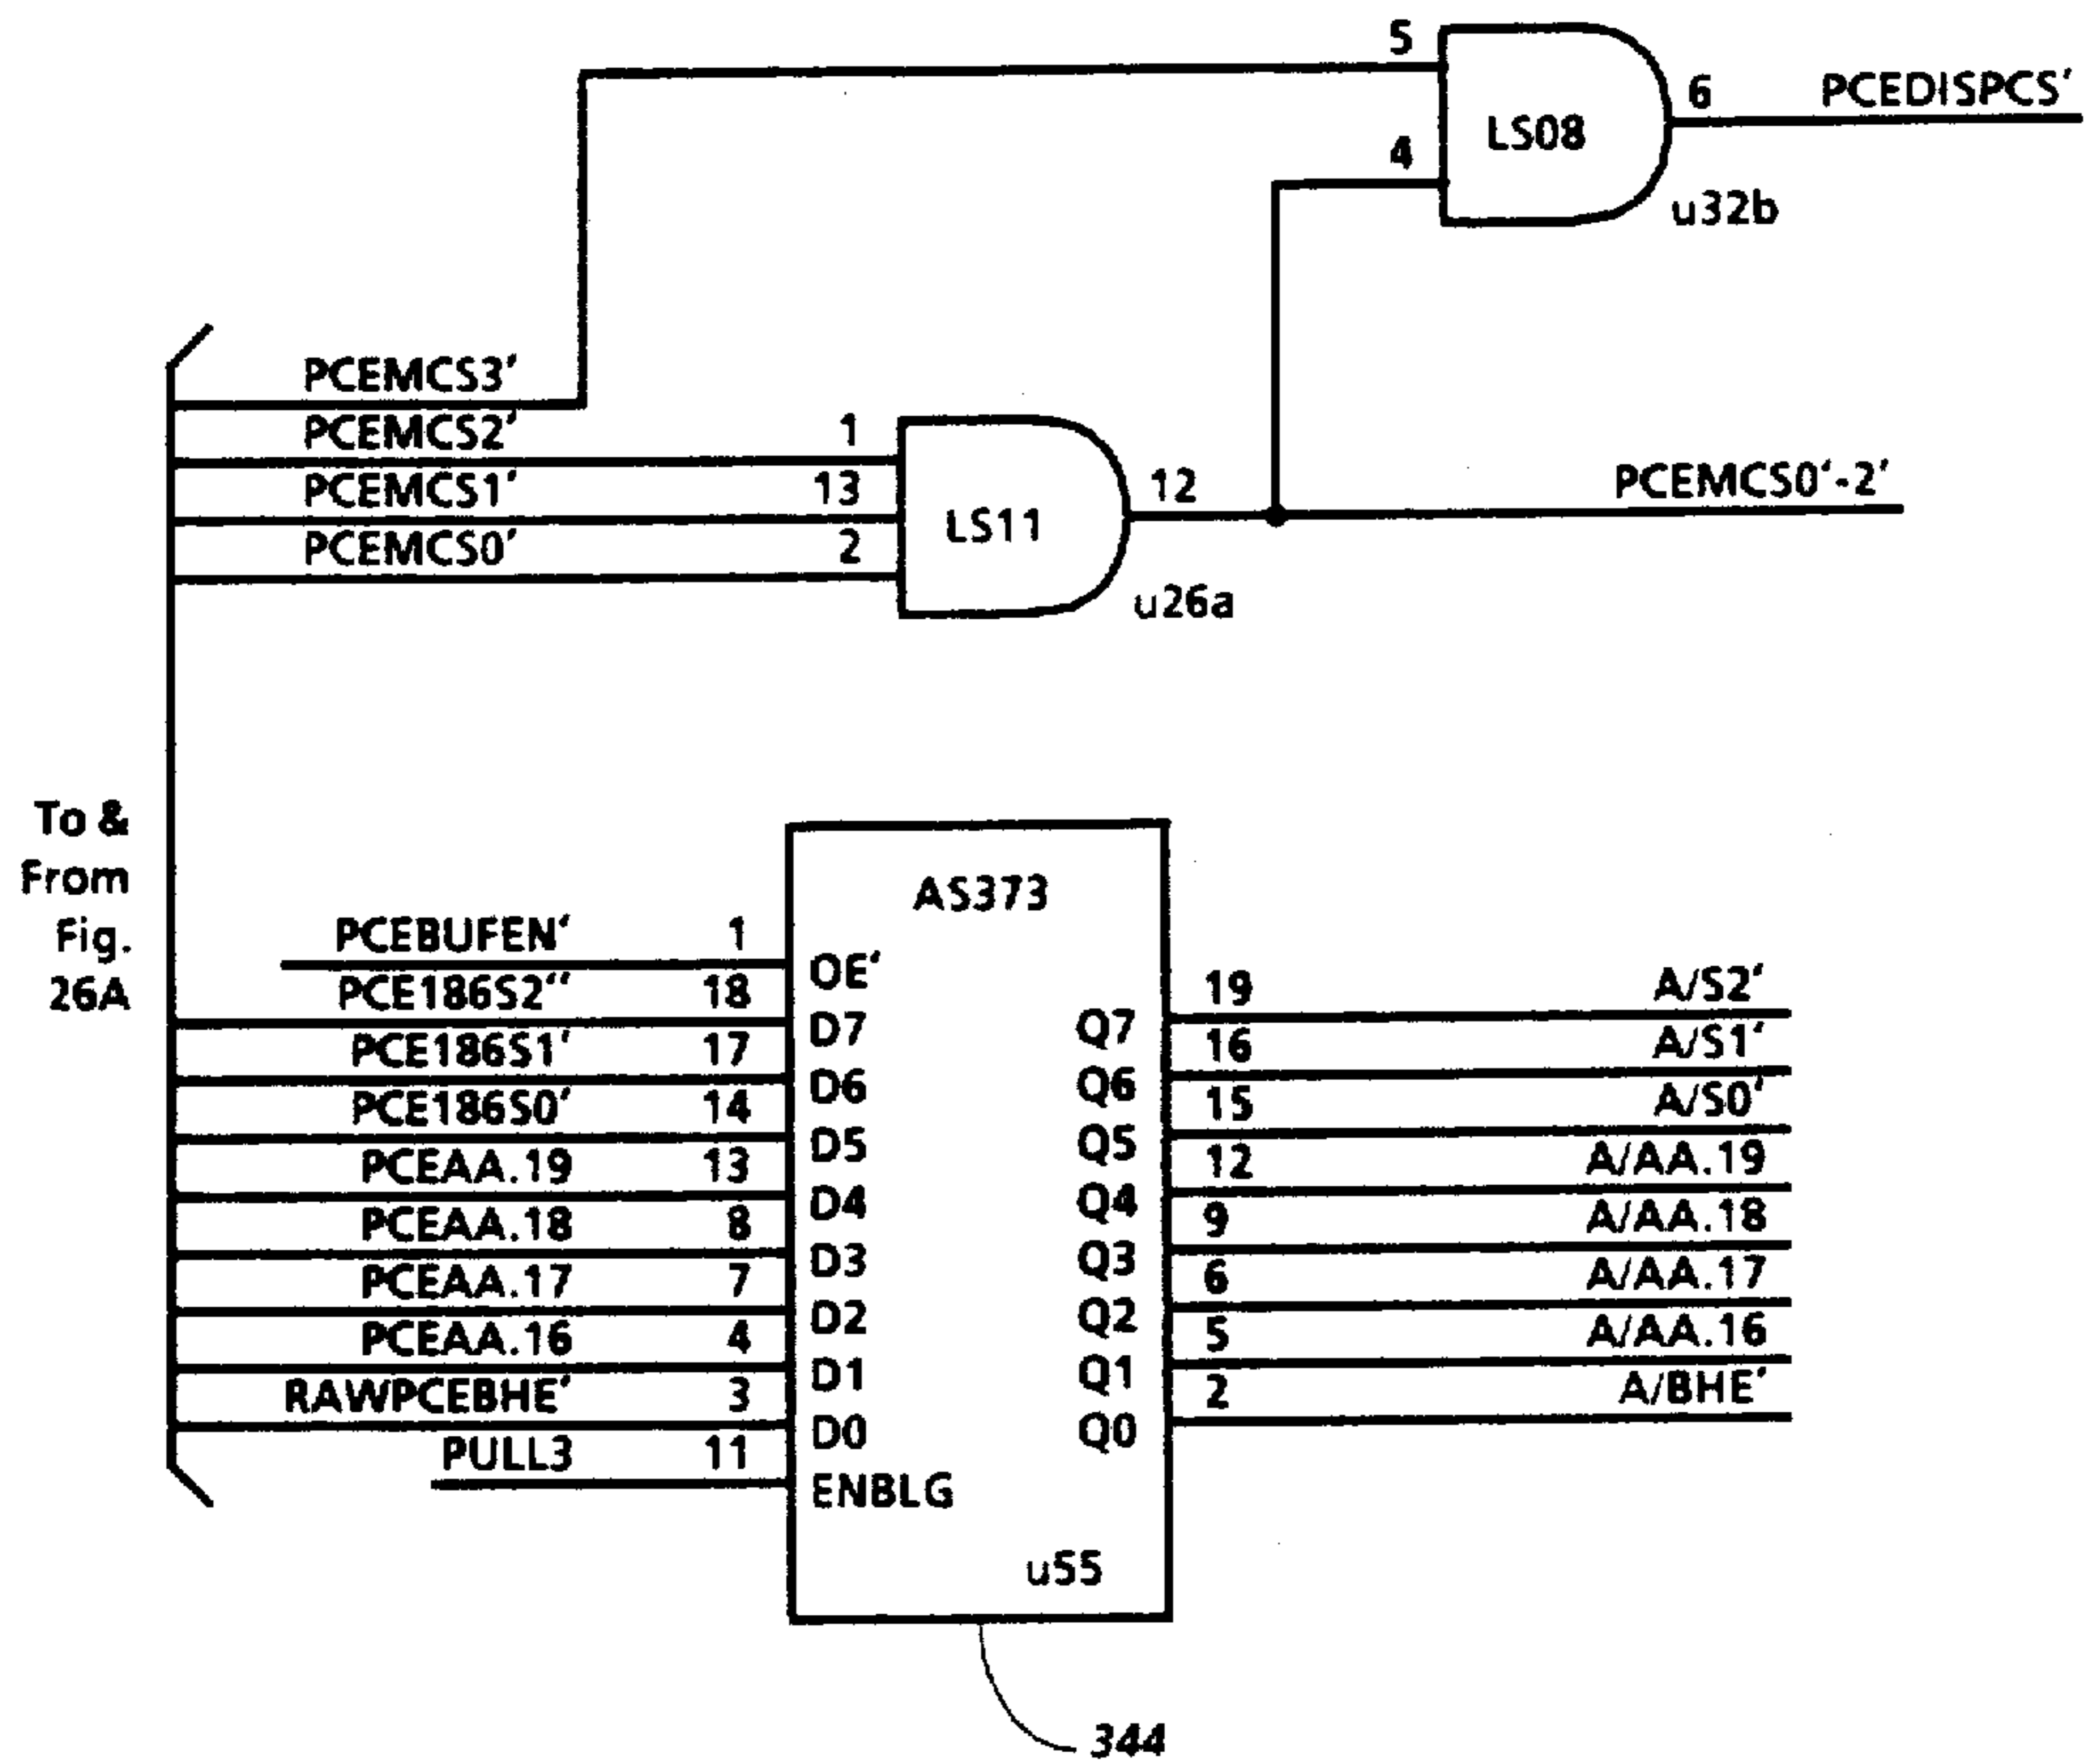 5
6 PCEDISPCS'
LS08
4
u32b
PCEMCS3'
PCEMCS2' 1
PCEMCS1' 13 12 PCEMCS0'-2'
LS11
PCEMCS0' 2
u26a
To &
From
Fig.
26A
AS373
PCEBUFEN' 1
OE'
PCE186S2'' 18 19 A/S2'
D7 Q7
PCE186S1' 17 16 A/S1'
D6 Q6
PCE186S0' 14 15 A/S0'
D5 Q5
PCEAA.19 13 12 A/AA.19
D4 Q4
PCEAA.18 8 9 A/AA.18
D3 Q3
PCEAA.17 7 6 A/AA.17
D2 Q2
PCEAA.16 4 5 A/AA.16
D1 Q1
RAWPCEBHE' 3 2 A/BHE'
D0 Q0
PULL3 11
ENBLG
u55
344